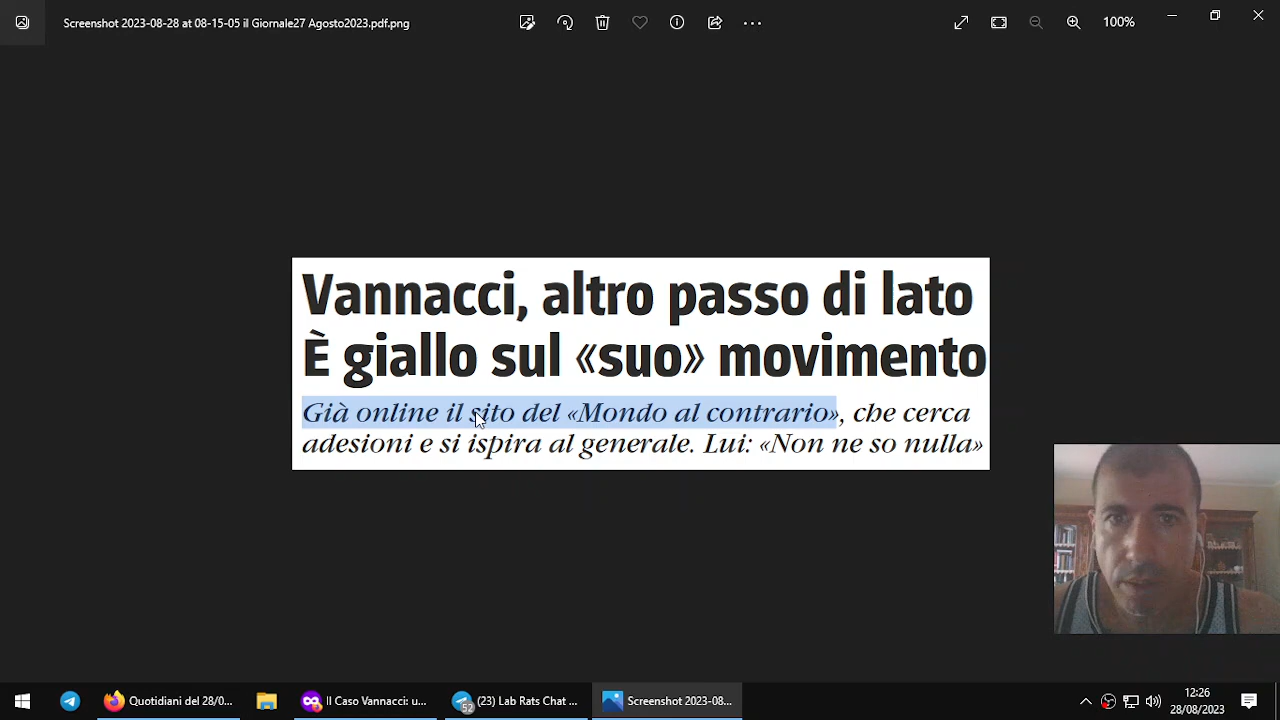 Screenshot 2023-08-28 at 08-15-05 il Giornale27 Agosto2023.pdf.png
100%
Vannacci, altro passo di lato
È giallo sul «suo» movimento
Già online il sito del «Mondo al contrario», che cerca
adesioni e si ispira al generale. Lui: «Non ne so nulla»
Quotidiani del 28/0...
Il Caso Vannacci: u...
52
(23) Lab Rats Chat ...
Screenshot 2023-08...
12:26
28/08/2023